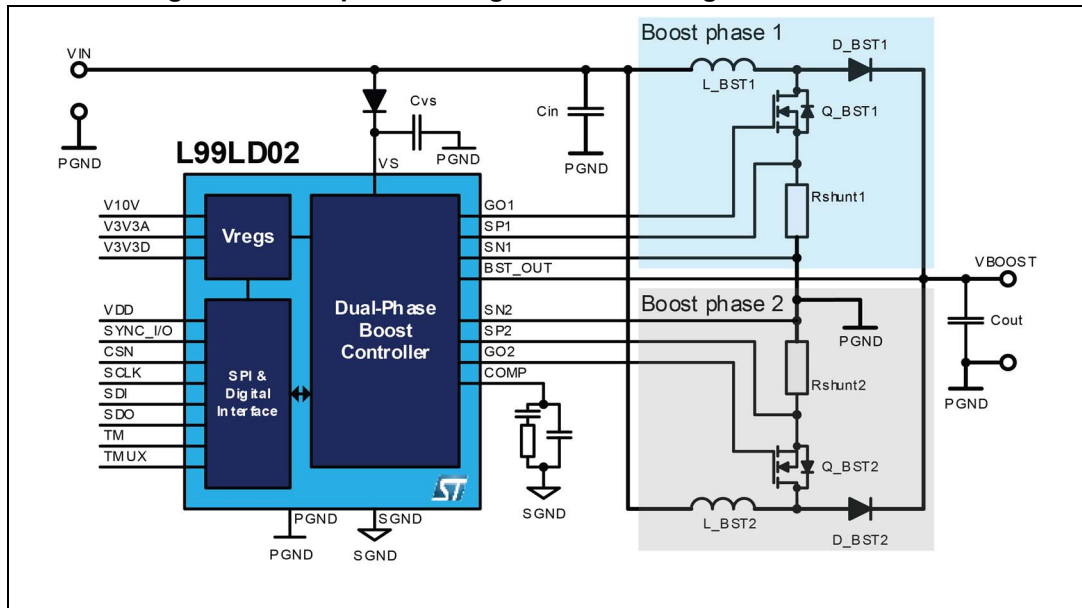 Boost phase 1
D_BST1
VIN
L_BST1
Cvs
Cin
Q_BST1
PGND
L99LD02
VS
PGND
PGND
Rshunt1
V10V
V3V3A
V3V3D
Vregs
GO1
SP1
SN1
BST_OUT
VBOOST
Boost phase 2
Dual-Phase
Boost
Controller
VDD
SYNC_I/O
CSN
SCLK
SDI
SDO
TM
TMUX
SPI &
Digital
Interface
SN2
SP2
GO2
COMP
PGND
Cout
Rshunt2
PGND
Q_BST2
ST
PGND
SGND
SGND
L_BST2
D_BST2
PGND
SGND